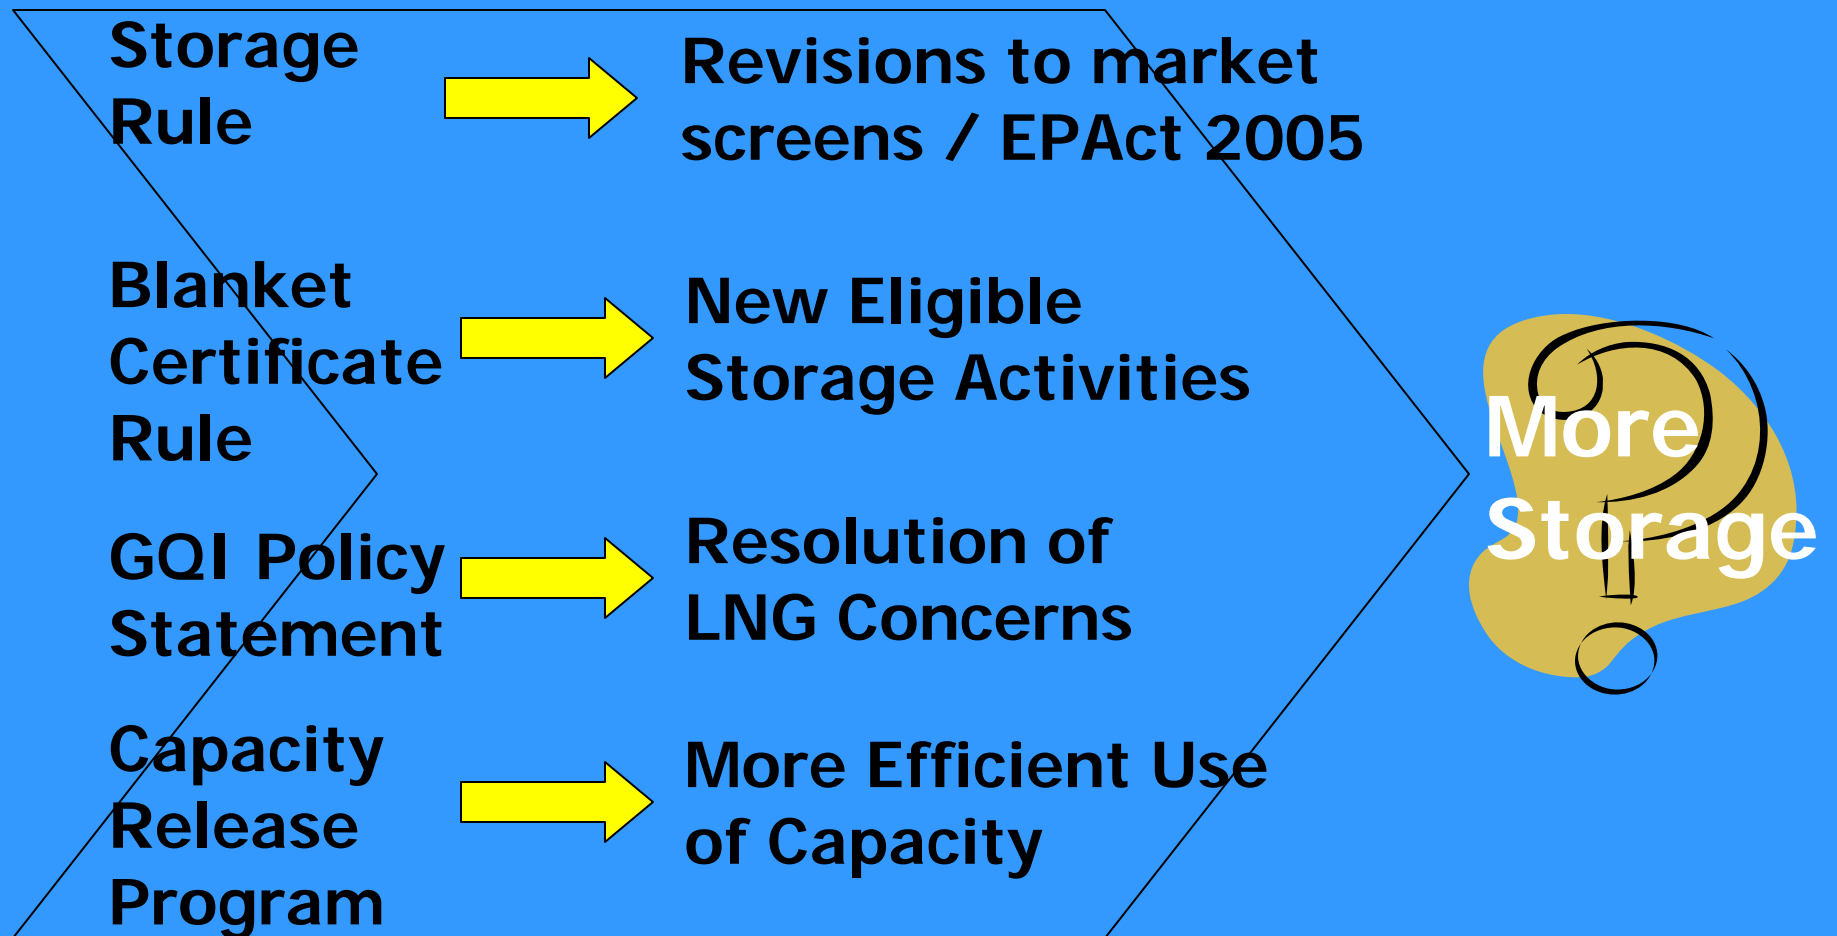 Storage
Rule
Revisions to market
screens / EPAct 2005
Blanket
Certificate
Rule
New Eligible
Storage Activities
GQI Policy
Statement
Resolution of
LNG Concerns
Capacity
Release
Program
More Efficient Use
of Capacity
More
Storage